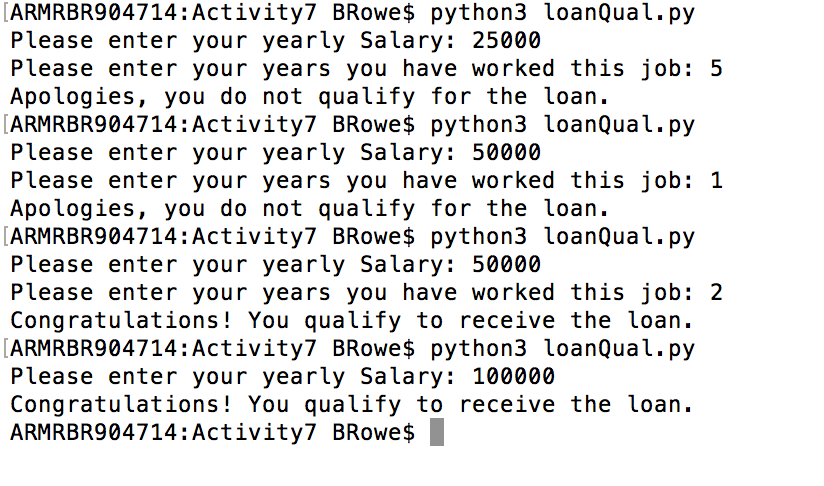 [ARMRBR904714:Activity7 BRowe$ python3 loanQual.py
Please enter your yearly Salary: 25000
Please enter your years you have worked this job: 5
Apologies, you do not qualify for the loan.
[ARMRBR904714:Activity7 BRowe$ python3 loanQual.py
Please enter your yearly Salary: 50000
Please enter your years you have worked this job: 1
Apologies, you do not qualify for the loan.
[ARMRBR904714:Activity7 BRowe$ python3 loanQual.py
Please enter your yearly Salary: 50000
Please enter your years you have worked this job: 2
Congratulations! You qualify to receive the loan.
[ARMRBR904714:Activity7 BRowe$ python3 loanQual.py
Please enter your yearly Salary: 100000
Congratulations! You qualify to receive the loan.
ARMRBR904714:Activity7 BRowe$